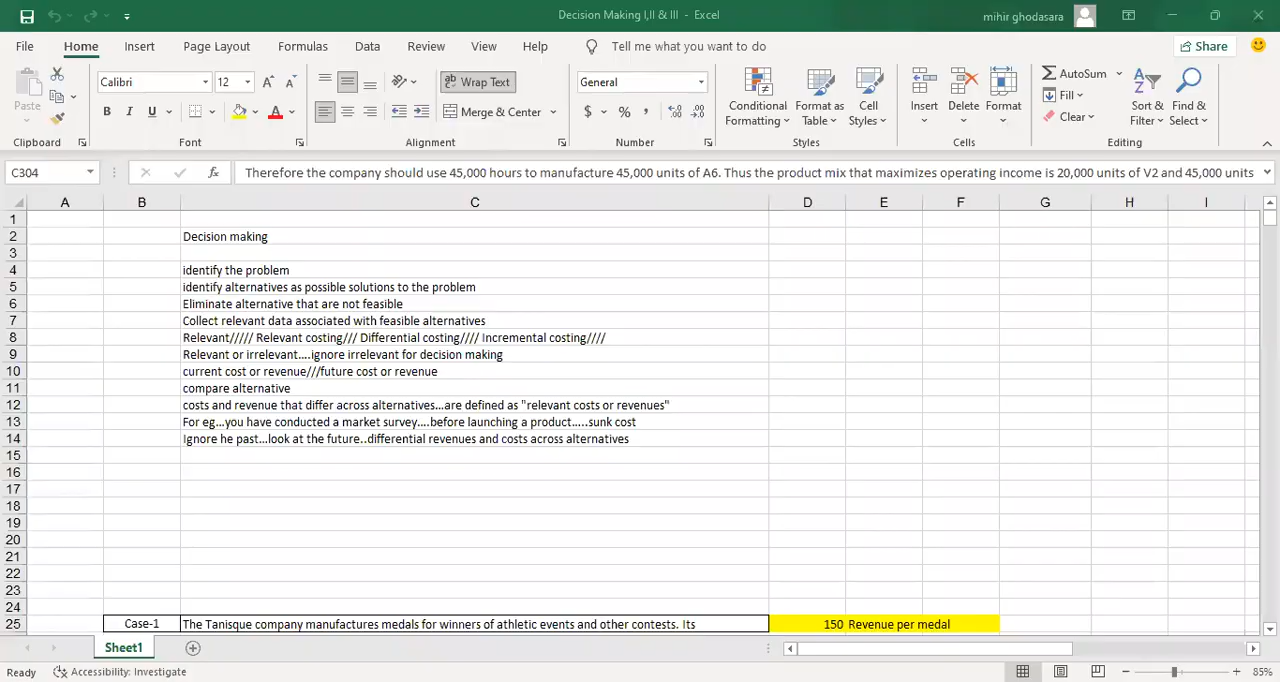 Decision Making I,II & III - Excel
mihir ghodasara
File Home Insert Page Layout Formulas Data Review View Help Tell me what you want to do Share
Paste
Calibri 12
Wrap Text
General
Conditional Formatting
Format as Table
Cell Styles
Insert Delete Format
AutoSum
Fill
Clear
Sort & Filter
Find & Select
B I U
Merge & Center
$ % ,
Clipboard Font Alignment Number Styles Cells Editing
C304 fx Therefore the company should use 45,000 hours to manufacture 45,000 units of A6. Thus the product mix that maximizes operating income is 20,000 units of V2 and 45,000 units
A B C D E F G H I
1
2 Decision making
3
4 identify the problem
5 identify alternatives as possible solutions to the problem
6 Eliminate alternative that are not feasible
7 Collect relevant data associated with feasible alternatives
8 Relevant///// Relevant costing/// Differential costing//// Incremental costing////
9 Relevant or irrelevant....ignore irrelevant for decision making
10 current cost or revenue///future cost or revenue
11 compare alternative
12 costs and revenue that differ across alternatives...are defined as "relevant costs or revenues"
13 For eg...you have conducted a market survey....before launching a product.....sunk cost
14 Ignore he past...look at the future..differential revenues and costs across alternatives
15
16
17
18
19
20
21
22
23
24
25 Case-1 The Tanisque company manufactures medals for winners of athletic events and other contests. Its 150 Revenue per medal
Sheet1
Ready Accessibility: Investigate 85%